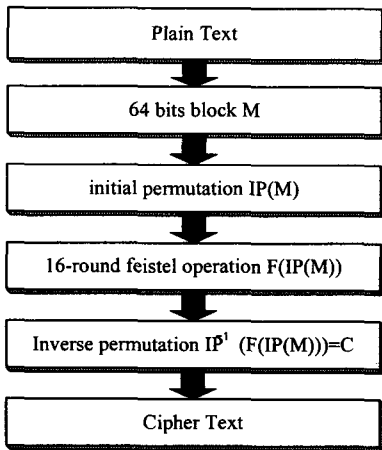 Plain Text
64 bits block M
initial permutation IP(M)
16-round feistel operation F(IP(M))
Inverse permutation IP⁻¹ (F(IP(M)))=C
Cipher Text